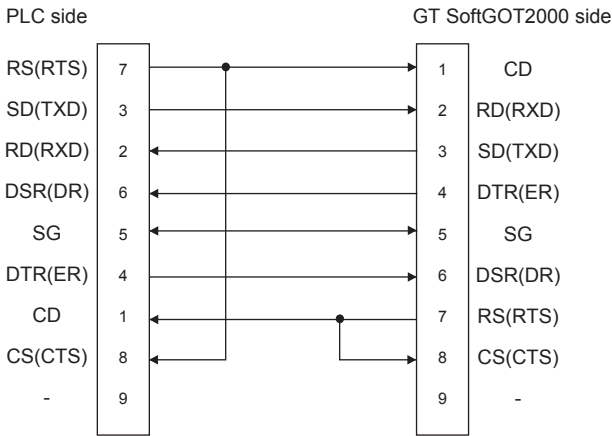 PLC side GT SoftGOT2000 side
RS(RTS) 7 1 CD
SD(TXD) 3 2 RD(RXD)
RD(RXD) 2 3 SD(TXD)
DSR(DR) 6 4 DTR(ER)
SG 5 5 SG
DTR(ER) 4 6 DSR(DR)
CD 1 7 RS(RTS)
CS(CTS) 8 8 CS(CTS)
- 9 9 -